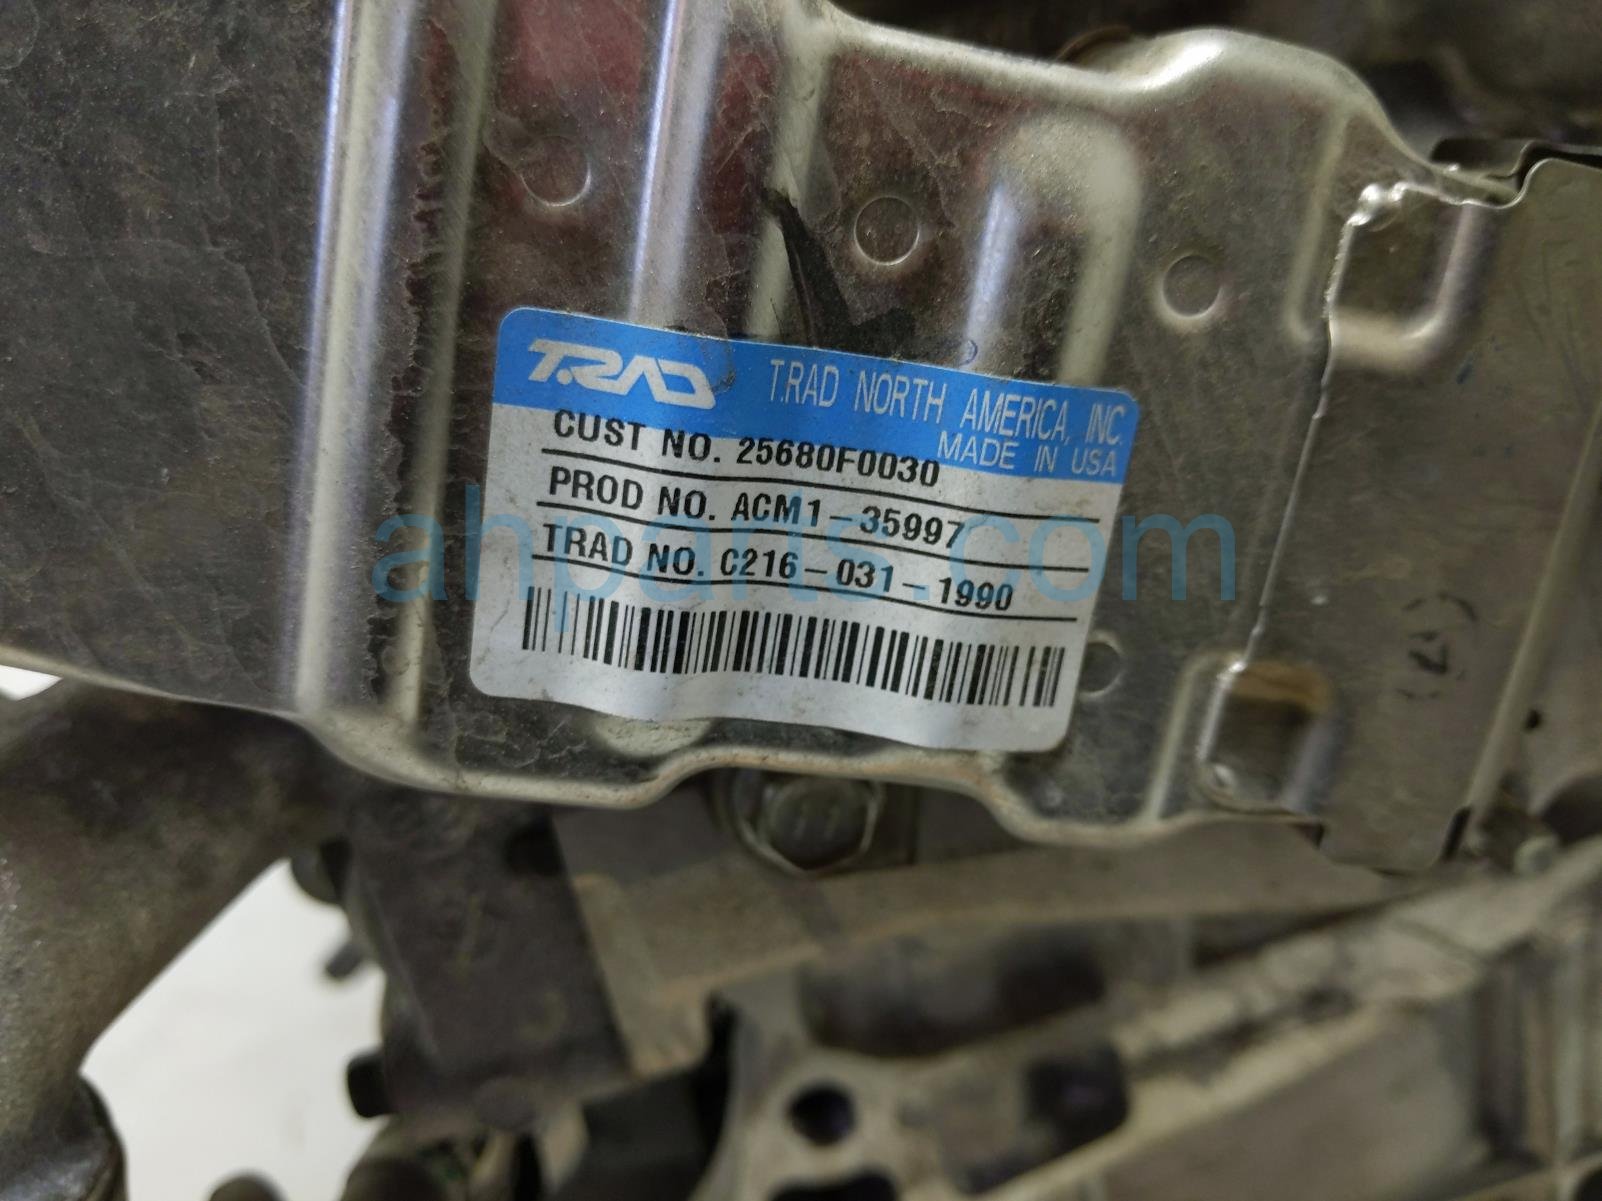 T.RAD T.RAD NORTH AMERICA, INC.
MADE IN USA
CUST NO. 25680F0030
PROD NO. ACM1-35997
TRAD NO. C216-031-1990
ahparts.com